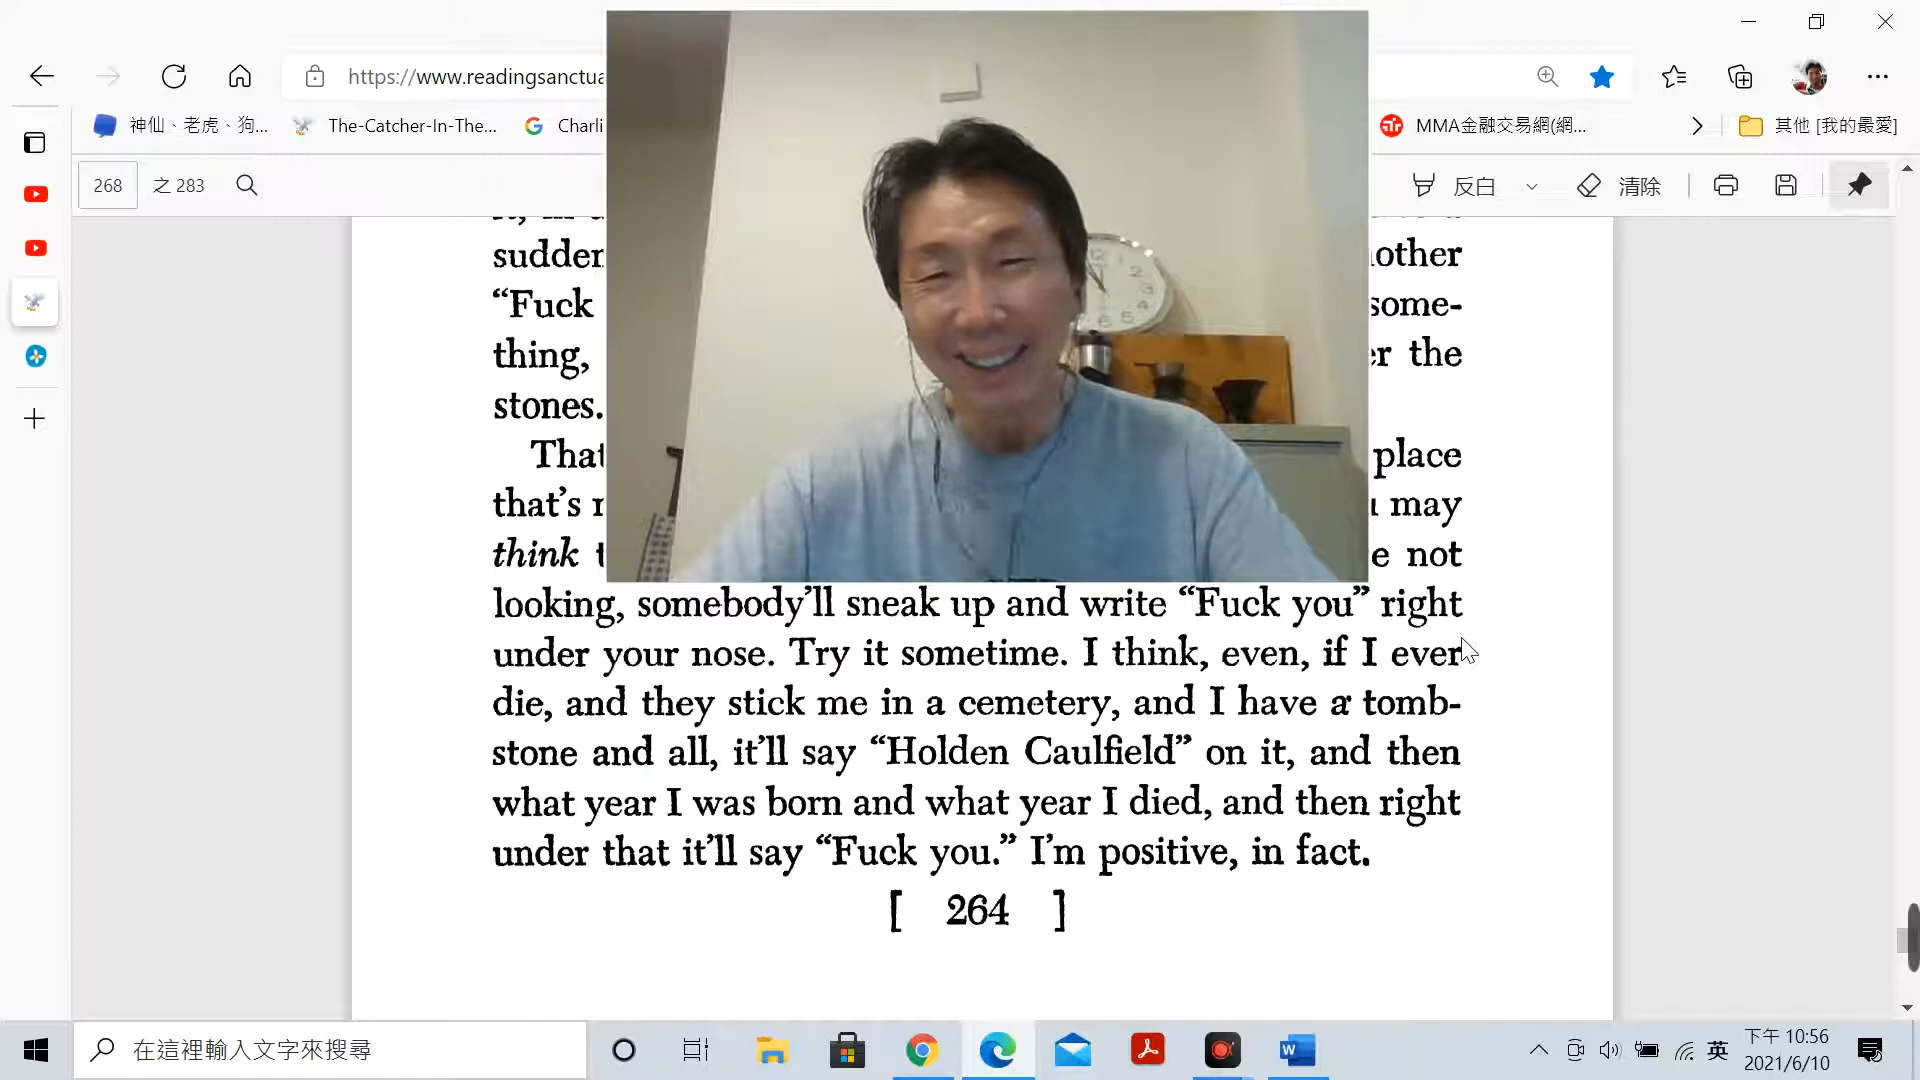 https://www.readingsanctua
神仙、老虎、狗...
The-Catcher-In-The...
Charli
MMA金融交易網(網...
其他 [我的最愛]
268 之 283
反白
清除
sudden
other
“Fuck
some-
thing,
er the
stones.
That
place
that's
may
think
e not
looking, somebody'll sneak up and write “Fuck you” right
under your nose. Try it sometime. I think, even, if I ever
die, and they stick me in a cemetery, and I have a tomb-
stone and all, it'll say “Holden Caulfield” on it, and then
what year I was born and what year I died, and then right
under that it'll say “Fuck you.” I'm positive, in fact.
[ 264 ]
在這裡輸入文字來搜尋
英
下午 10:56
2021/6/10